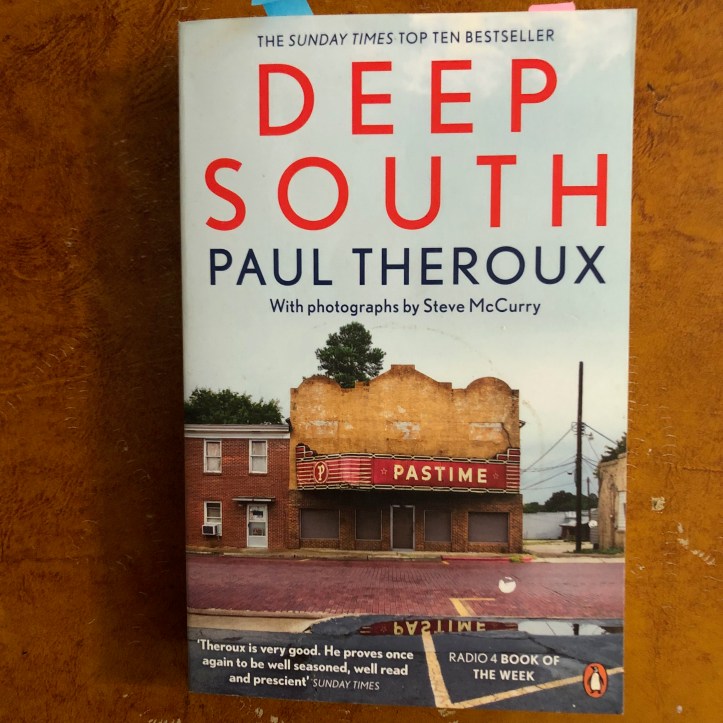 THE SUNDAY TIMES TOP TEN BESTSELLER
DEEP
SOUTH
PAUL THEROUX
With photographs by Steve McCurry
P PASTIME
PASTIME
'Theroux is very good. He proves once
again to be well seasoned, well read
and prescient' SUNDAY TIMES
RADIO 4 BOOK OF
THE WEEK